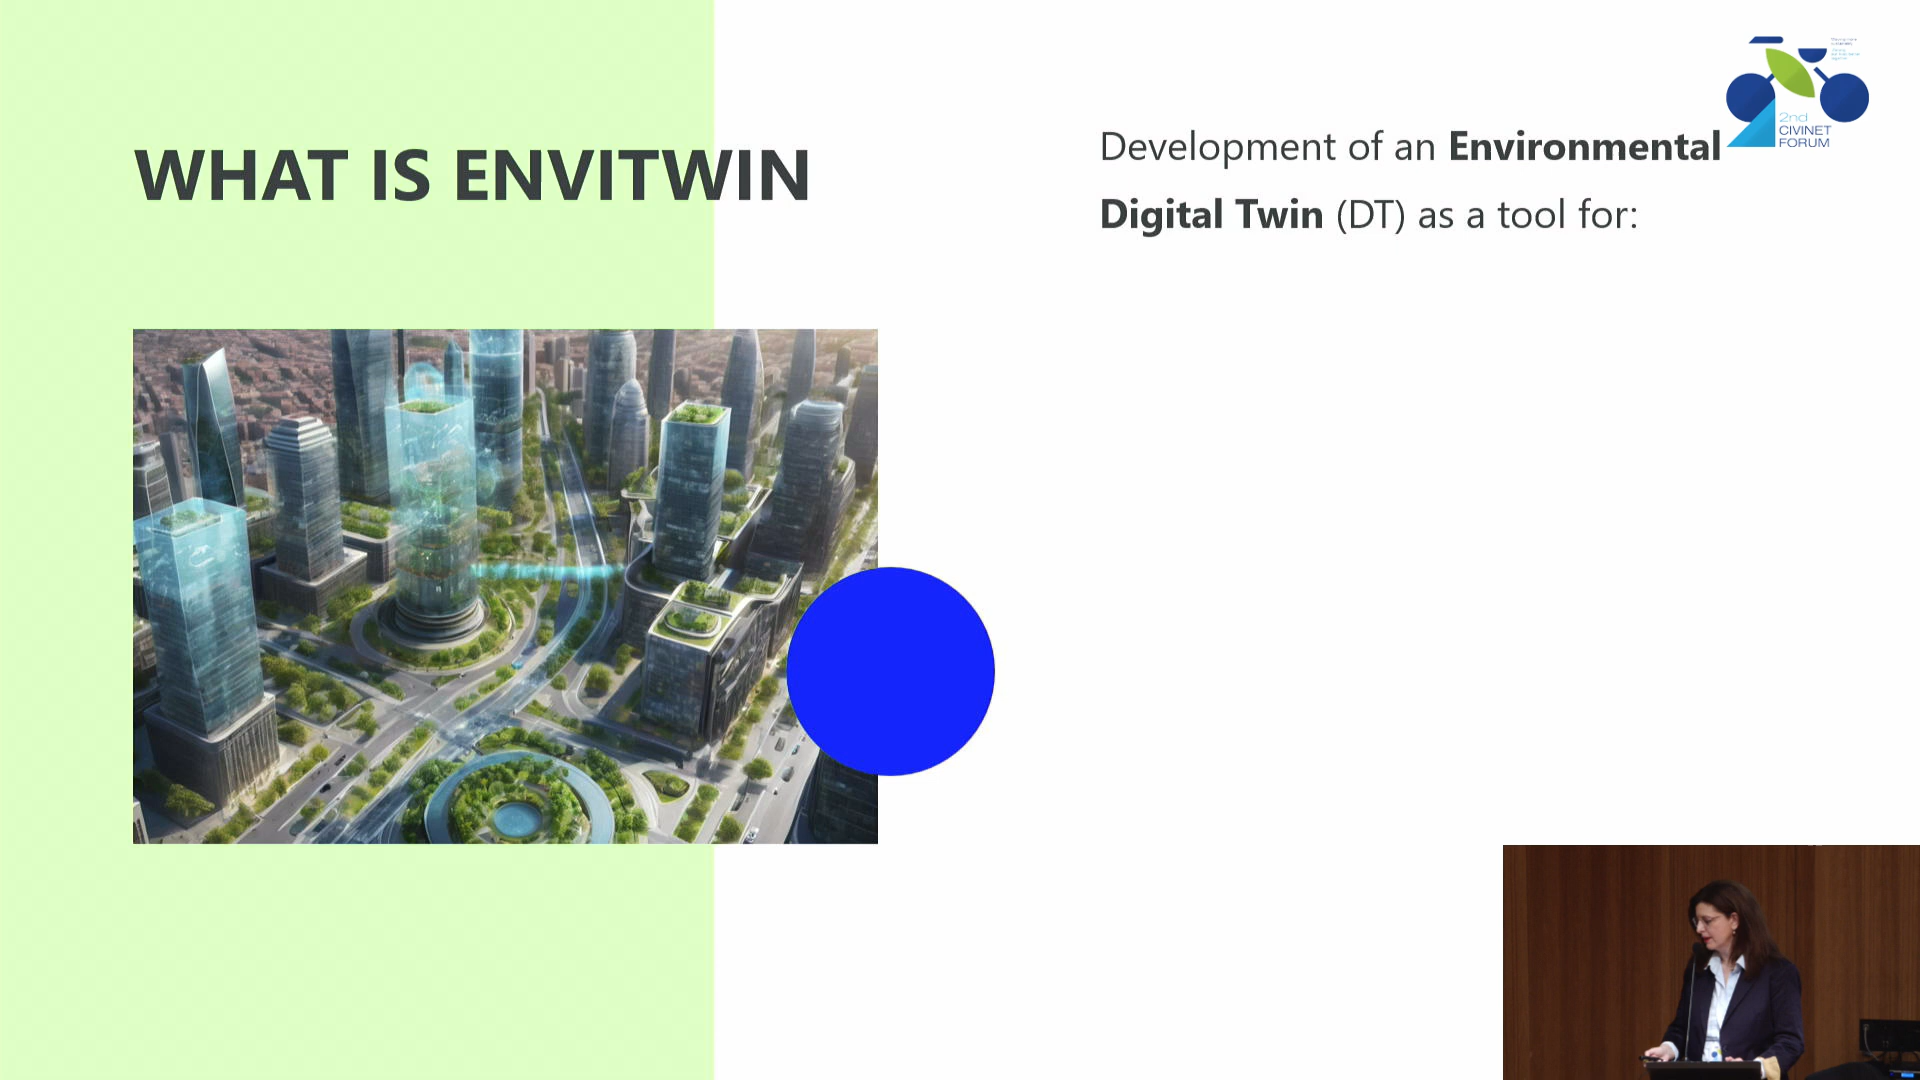 WHAT IS ENVITWIN
Development of an Environmental
Digital Twin (DT) as a tool for:
2nd
CIVINET
FORUM